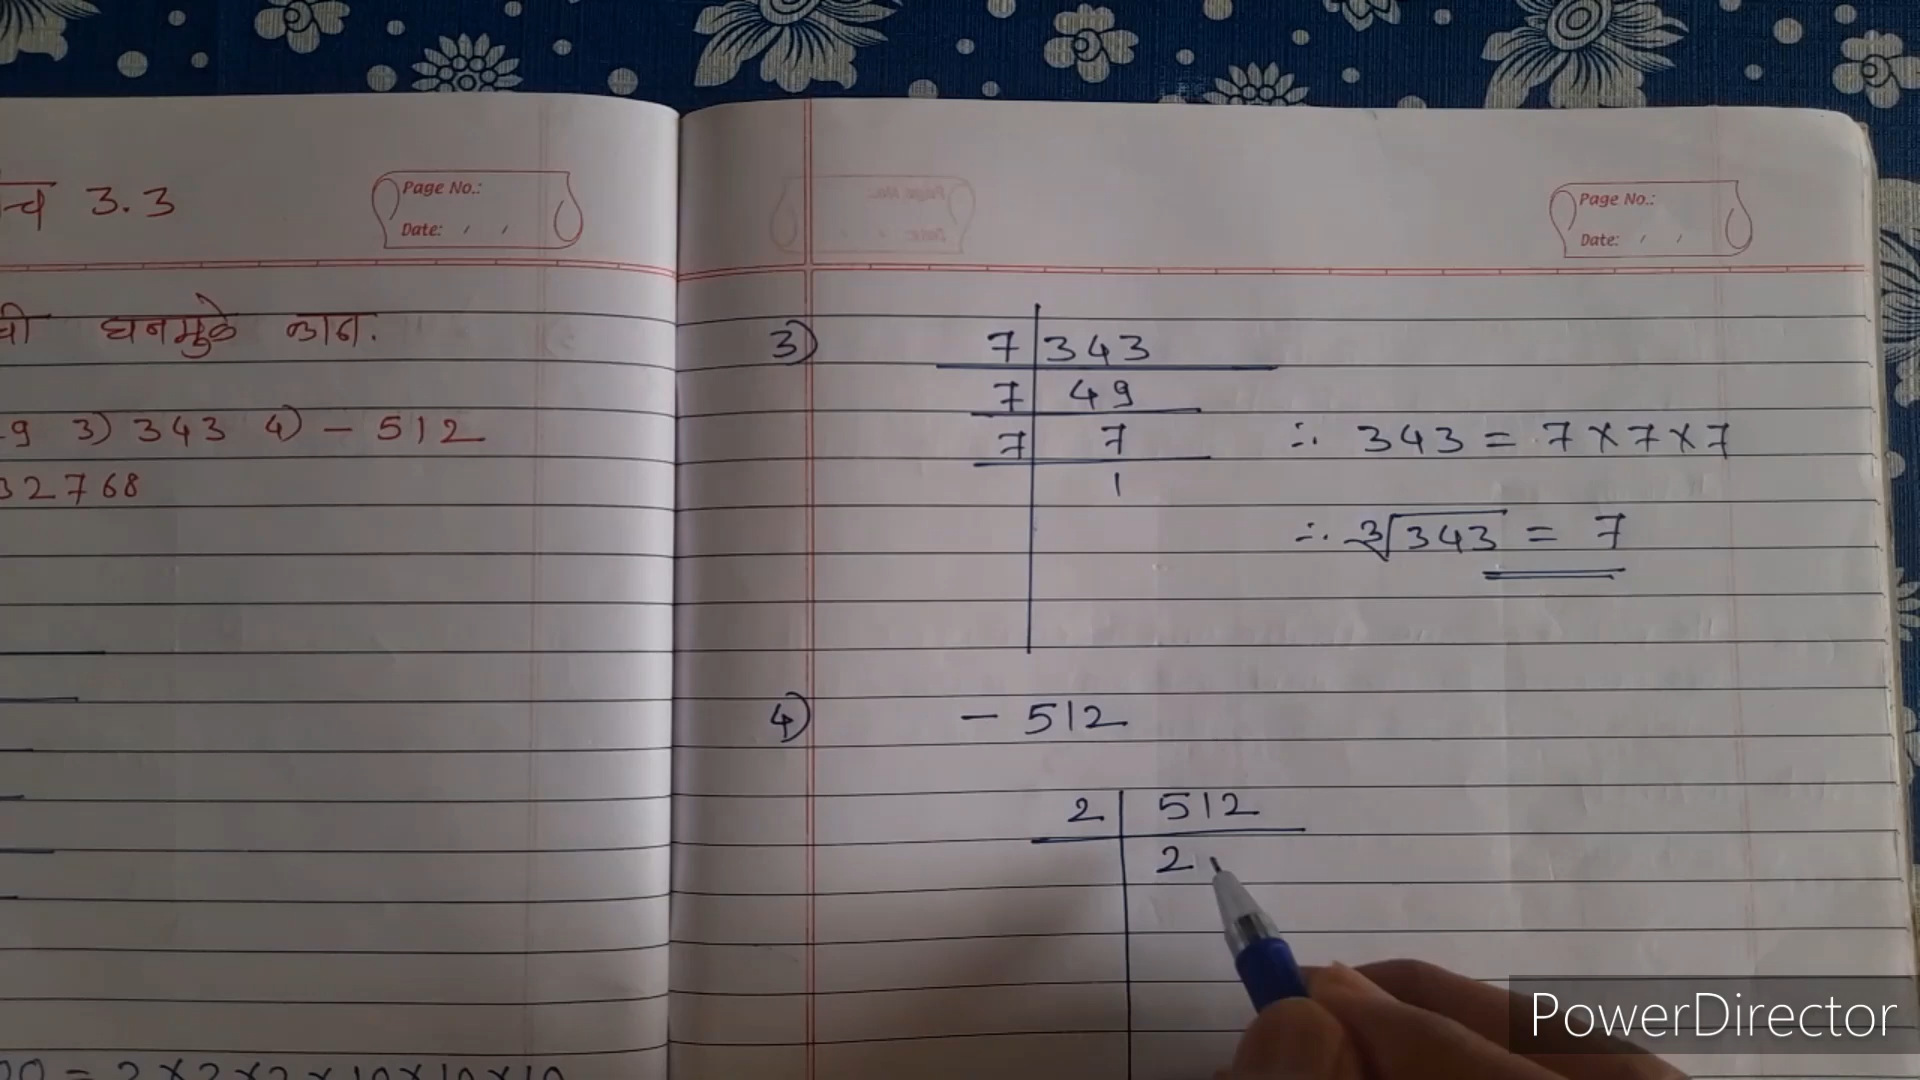 3.3
Page No.:
Date:
घनमुळे काढा.
3) 343 4) - 512
32768
Page No.:
Date:
3) 7 343
7 49
7 7 ∴ 343 = 7×7×7
1
∴ ∛343 = 7
4) - 512
2 512
2
PowerDirector